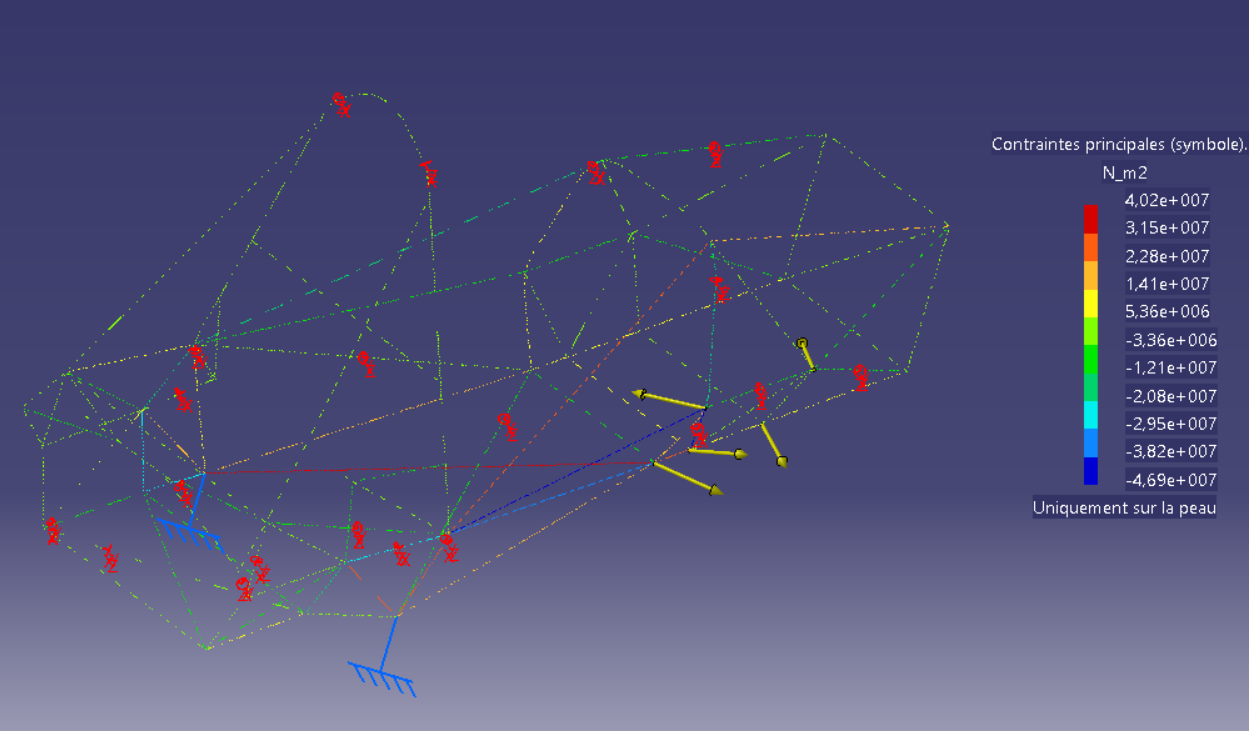 Contraintes principales (symbole).
N_m2
4,02e+007
3,15e+007
2,28e+007
1,41e+007
5,36e+006
-3,36e+006
-1,21e+007
-2,08e+007
-2,95e+007
-3,82e+007
-4,69e+007
Uniquement sur la peau